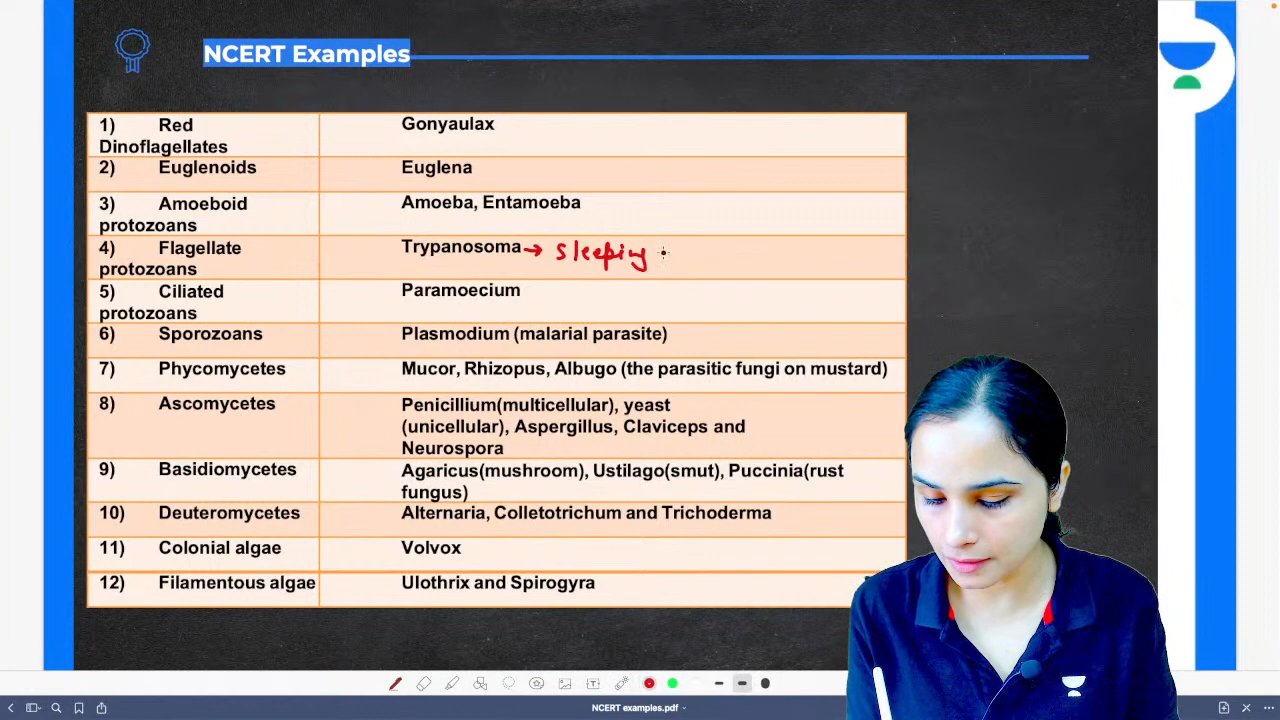 NCERT Examples
1) Red Gonyaulax
Dinoflagellates
2) Euglenoids Euglena
3) Amoeboid Amoeba, Entamoeba
protozoans
4) Flagellate Trypanosoma → Sleeping
protozoans
5) Ciliated Paramoecium
protozoans
6) Sporozoans Plasmodium (malarial parasite)
7) Phycomycetes Mucor, Rhizopus, Albugo (the parasitic fungi on mustard)
8) Ascomycetes Penicillium(multicellular), yeast
(unicellular), Aspergillus, Claviceps and
Neurospora
9) Basidiomycetes Agaricus(mushroom), Ustilago(smut), Puccinia(rust
fungus)
10) Deuteromycetes Alternaria, Colletotrichum and Trichoderma
11) Colonial algae Volvox
12) Filamentous algae Ulothrix and Spirogyra
NCERT examples.pdf